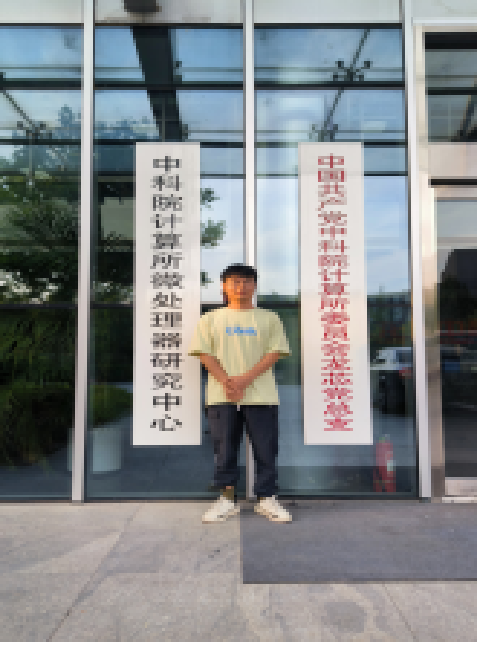 中科院计算所微处理器研究中心
中国共产党中科院计算所委员会龙芯党总支